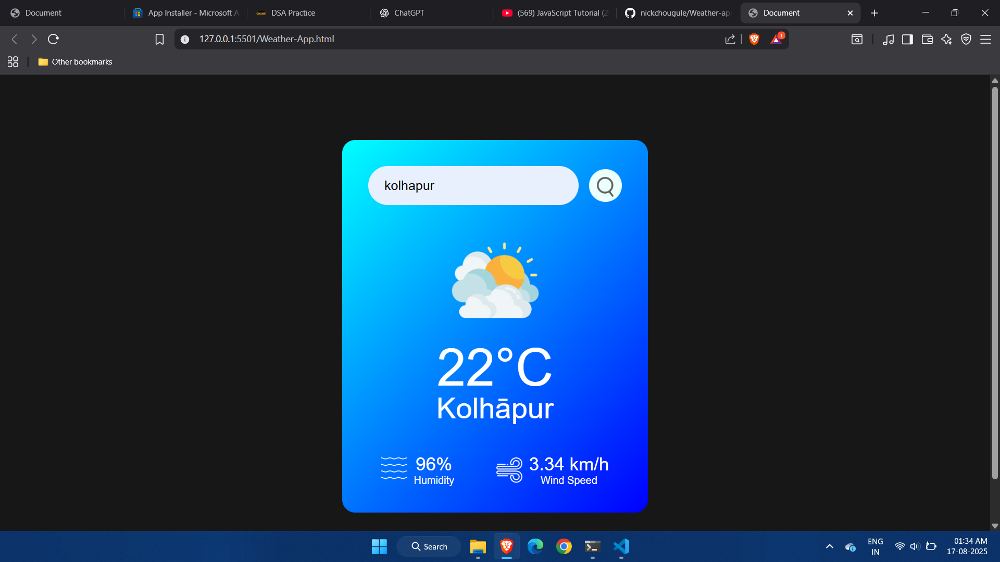 Document
App Installer - Microsoft A
COLLEGE
DSA Practice
ChatGPT
(569) JavaScript Tutorial (2
nickchougule/Weather-ap
Document
127.0.0.1:5501/Weather-App.html
1
Other bookmarks
kolhapur
22°C
Kolhāpur
96%
Humidity
3.34 km/h
Wind Speed
Search
ENG
IN
01:34 AM
17-08-2025